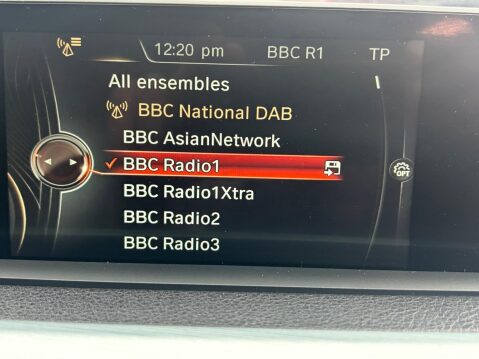 12:20 pm BBC R1 TP
All ensembles
BBC National DAB
BBC AsianNetwork
BBC Radio1
OPT
BBC Radio1Xtra
BBC Radio2
BBC Radio3